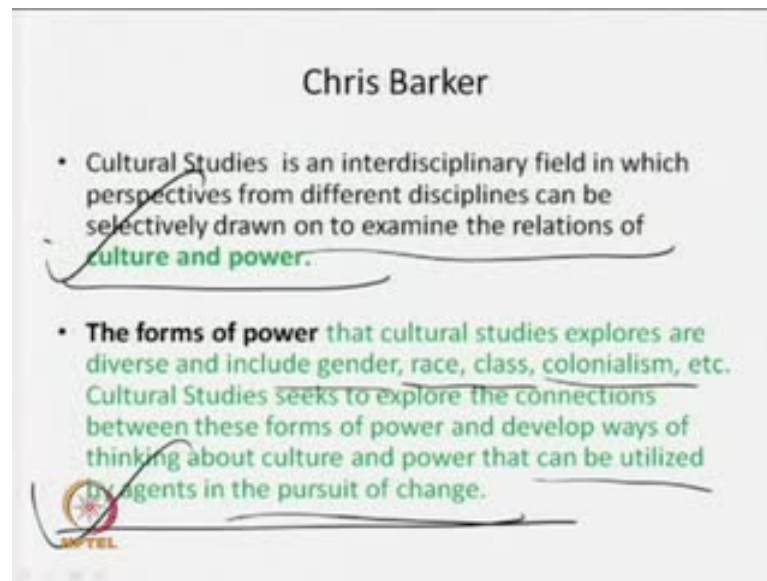 Chris Barker
• Cultural Studies is an interdisciplinary field in which
perspectives from different disciplines can be
selectively drawn on to examine the relations of
culture and power.
• The forms of power that cultural studies explores are
diverse and include gender, race, class, colonialism, etc.
Cultural Studies seeks to explore the connections
between these forms of power and develop ways of
thinking about culture and power that can be utilized
by agents in the pursuit of change.
NPTEL